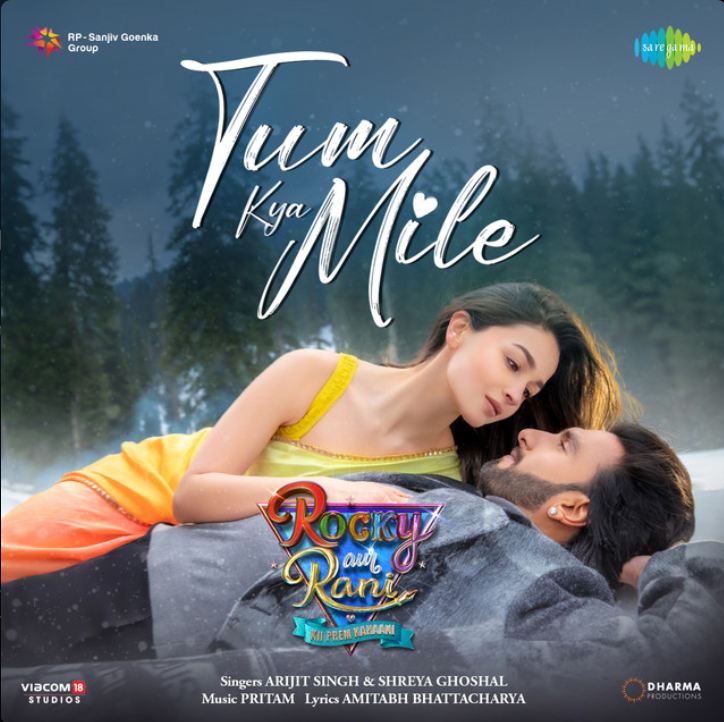 RP - Sanjiv Goenka
Group
saregama
Tum
Kya
Mile
ROCKY
aur
Rani
KII PREM KAHAANI
Singers ARIJIT SINGH & SHREYA GHOSHAL
Music PRITAM Lyrics AMITABH BHATTACHARYA
VIACOM 18
STUDIOS
DHARMA
PRODUCTIONS